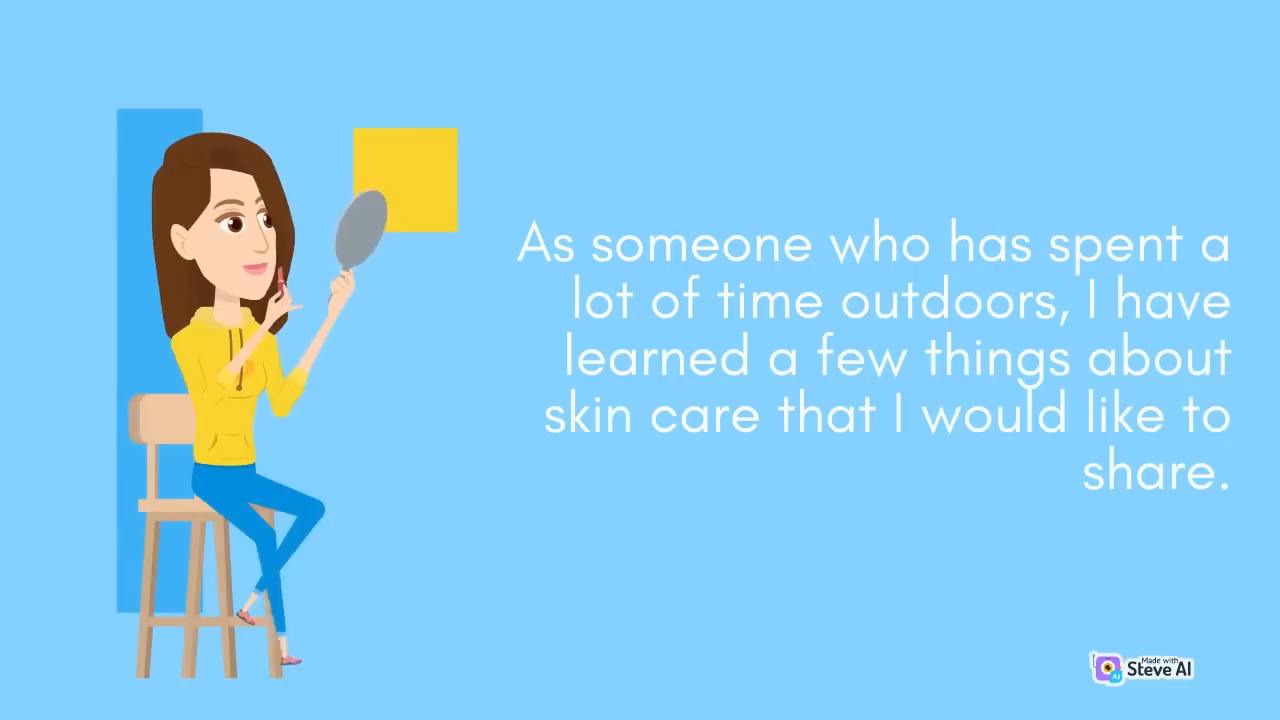 As someone who has spent a
lot of time outdoors, I have
learned a few things about
skin care that I would like to
share.
Made with
Steve AI
AI